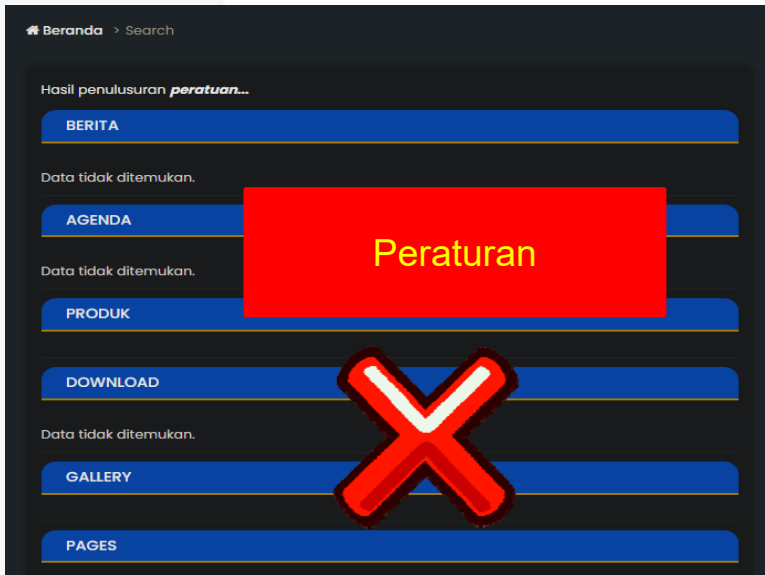 Beranda > Search
Hasil penulusuran peratuan...
BERITA
Data tidak ditemukan.
AGENDA
Peraturan
Data tidak ditemukan.
PRODUK
DOWNLOAD
Data tidak ditemukan.
GALLERY
PAGES